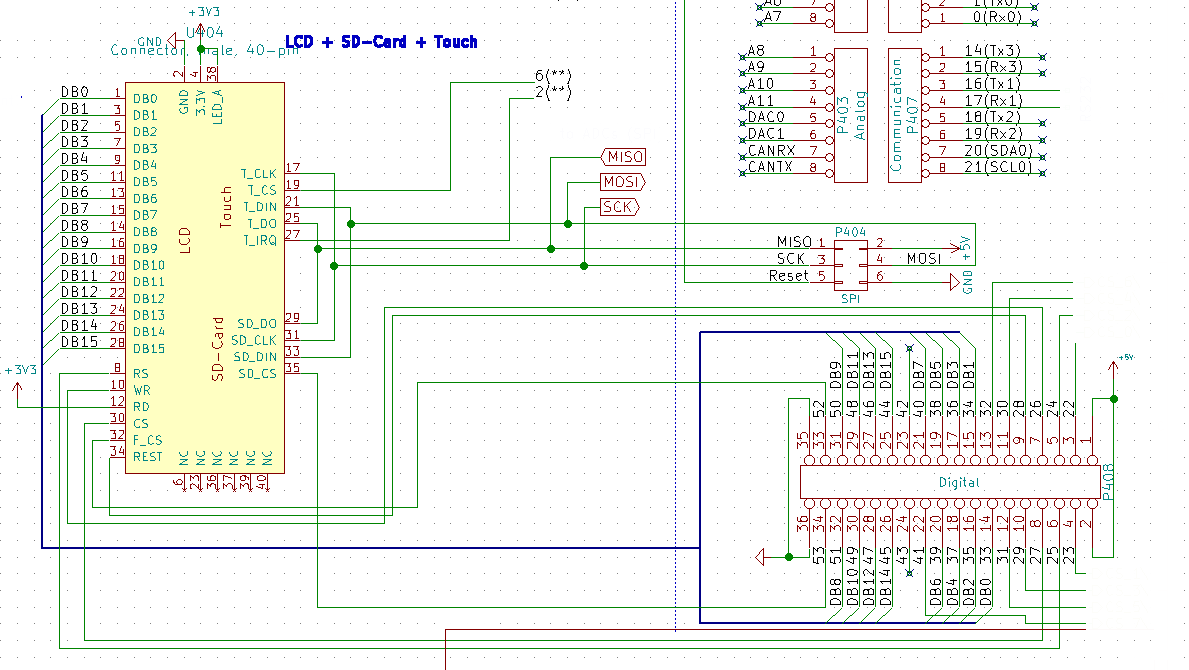 +3V3
U404
Connector, male, 40-pin
GND
LCD + SD-Card + Touch
2
4
38
GND
3.3V
LED_A
6(**)
2(**)
DB0 1 DB0
DB1 3 DB1
DB2 5 DB2
DB3 7 DB3
DB4 9 DB4
DB5 11 DB5
DB6 13 DB6
DB7 15 DB7
DB8 14 DB8
DB9 16 DB9
DB10 18 DB10
DB11 20 DB11
DB12 22 DB12
DB13 24 DB13
DB14 26 DB14
DB15 28 DB15
8 RS
10 WR
12 RD
30 CS
32 F_CS
34 REST
+3V3
LCD
Touch
SD-Card
T_CLK 17
T_CS 19
T_DIN 21
T_DO 25
T_IRQ 27
SD_DO 29
SD_CLK 31
SD_DIN 33
SD_CS 35
NC NC NC NC NC NC
6 23 36 37 39 40
MISO
MOSI
SCK
A7 8
2
1 0(Rx0)
A8 1
A9 2
A10 3
A11 4
DAC0 5
DAC1 6
CANRX 7
CANTX 8
P403
Analog
Communication
P407
1 14(Tx3)
2 15(Rx3)
3 16(Tx1)
4 17(Rx1)
5 18(Tx2)
6 19(Rx2)
7 20(SDA0)
8 21(SCL0)
P404
MISO 1 2 +5V
SCK 3 4 MOSI
Reset 5 6 GND
SPI
DB9 DB11 DB13 DB15 DB7 DB5 DB3 DB1
52 50 48 46 44 42 40 38 36 34 32 30 28 26 24 22
35 33 31 29 27 25 23 21 19 17 15 13 11 9 7 5 3 1
+5V
Digital
P408
36 34 32 30 28 26 24 22 20 18 16 14 12 10 8 6 4 2
53 51 49 47 45 43 41 39 37 35 33 31 29 27 25 23
DB8 DB10 DB12 DB14 DB6 DB4 DB2 DB0